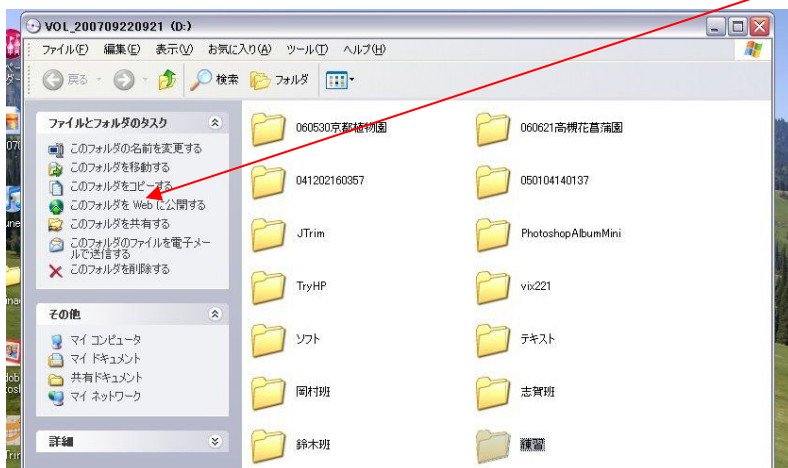 VOL_200709220921 (D:)
ファイル(F) 編集(E) 表示(V) お気に入り(A) ツール(T) ヘルプ(H)
戻る 検索 フォルダ
ファイルとフォルダのタスク
このフォルダの名前を変更する
このフォルダを移動する
このフォルダをコピーする
このフォルダを Web に公開する
このフォルダを共有する
このフォルダのファイルを電子メー
ルで送信する
このフォルダを削除する
その他
マイ コンピュータ
マイ ドキュメント
共有ドキュメント
マイ ネットワーク
詳細
060530京都植物園
060621高槻花菖蒲園
041202160357
050104140137
JTrim
PhotoshopAlbumMini
TryHP
vix221
ソフト
テキスト
岡村班
志賀班
鈴木班
練習